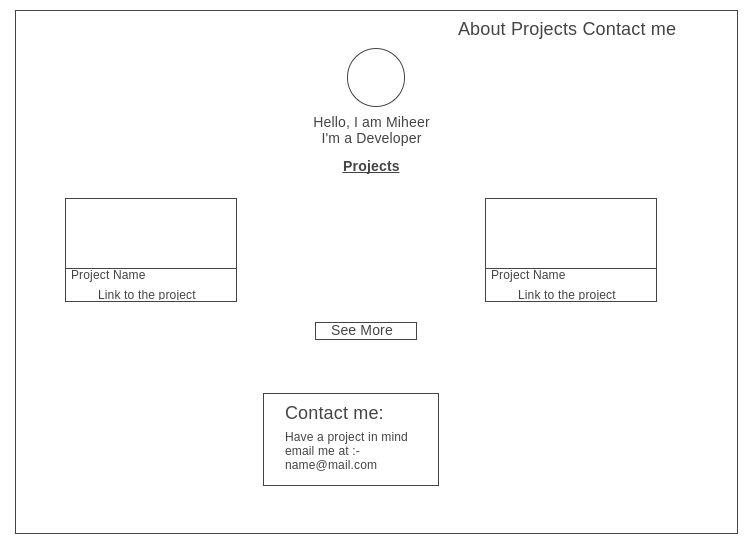 About Projects Contact me
Hello, I am Miheer
I'm a Developer
Projects
Project Name
Link to the project
Project Name
Link to the project
See More
Contact me:
Have a project in mind
email me at :-
name@mail.com